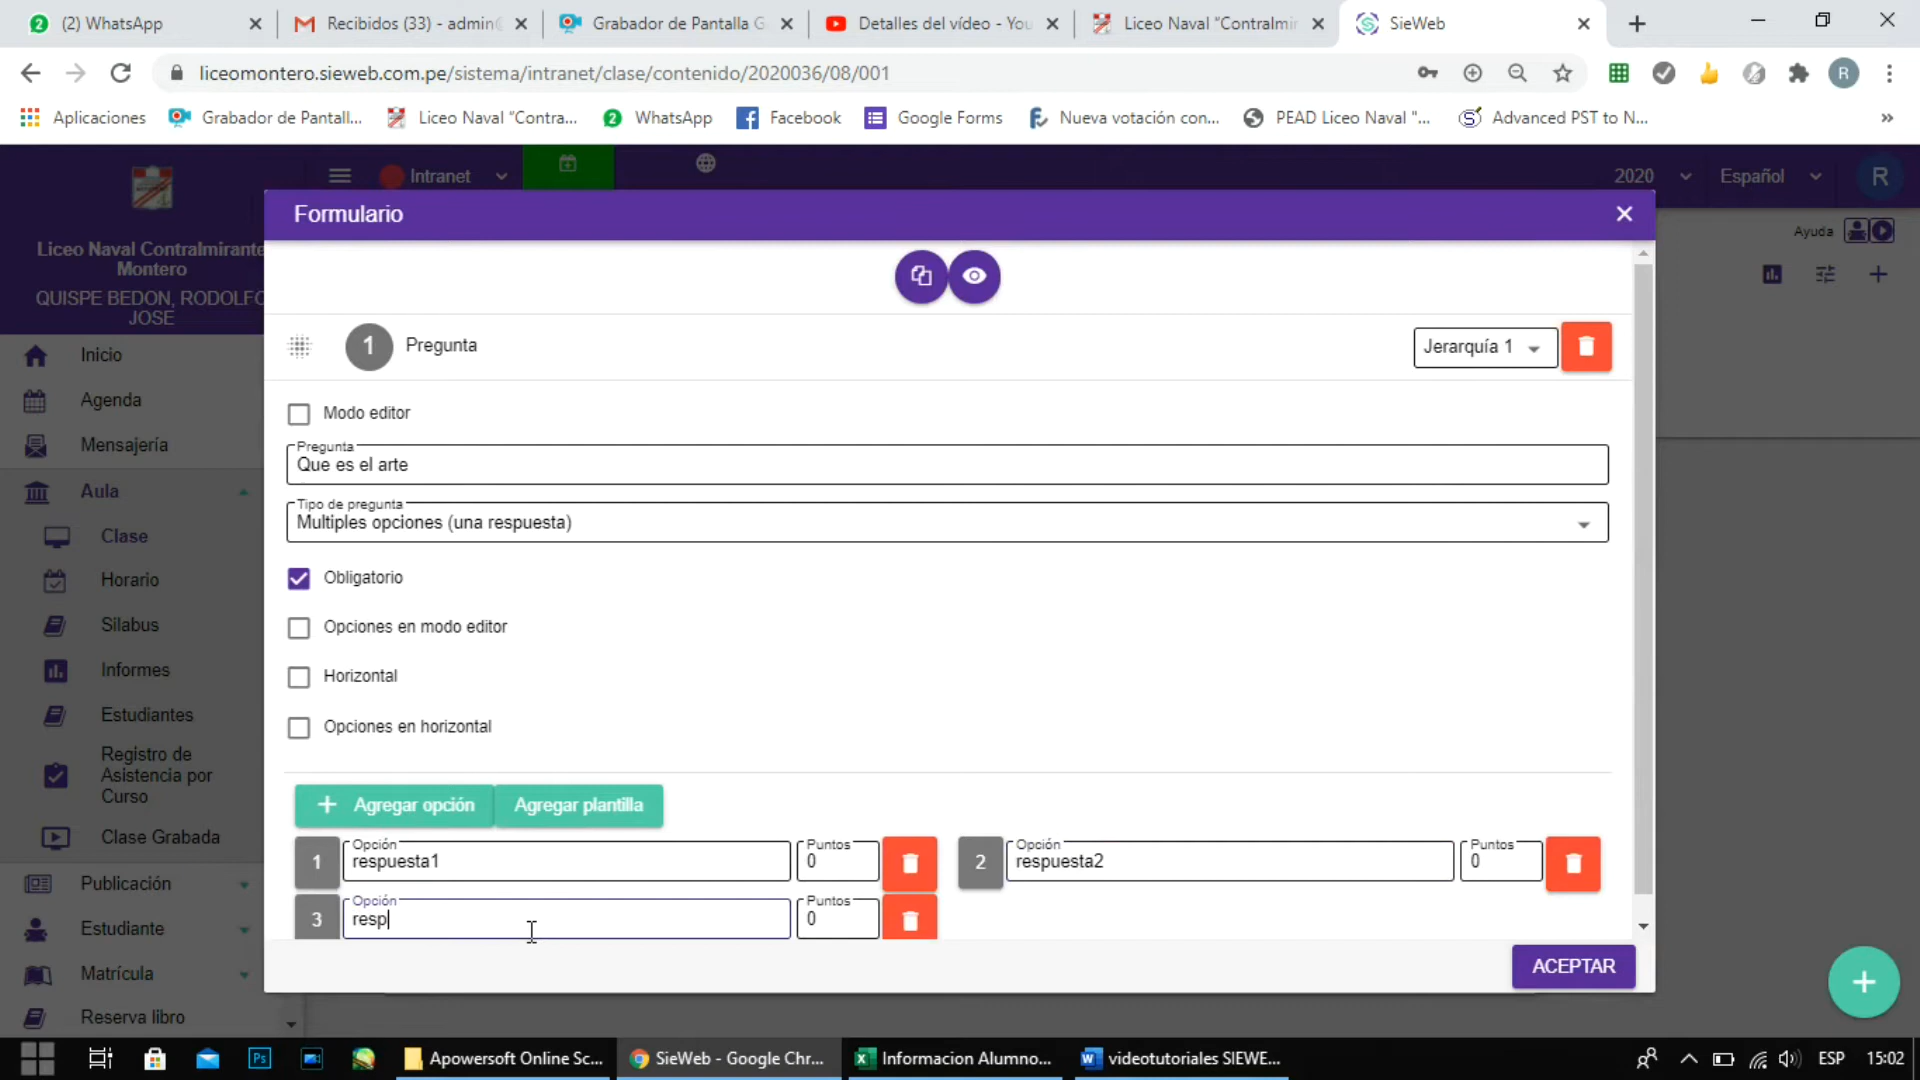 (2) WhatsApp
Recibidos (33) - admin
Grabador de Pantalla G
Detalles del vídeo - You
Liceo Naval "Contralmir
SieWeb
liceomontero.sieweb.com.pe/sistema/intranet/clase/contenido/2020036/08/001
R
Aplicaciones
Grabador de Pantall...
Liceo Naval "Contra...
WhatsApp
Facebook
Google Forms
Nueva votación con...
PEAD Liceo Naval "...
Advanced PST to N...
»
Intranet
2020
Español
R
Liceo Naval Contralmirante
Montero
QUISPE BEDON, RODOLFO
JOSE
Ayuda
Inicio
Agenda
Mensajería
Aula
Clase
Horario
Silabus
Informes
Estudiantes
Registro de
Asistencia por
Curso
Clase Grabada
Publicación
Estudiante
Matrícula
Reserva libro
Formulario
1 Pregunta
Jerarquía 1
Modo editor
Pregunta
Que es el arte
Tipo de pregunta
Multiples opciones (una respuesta)
Obligatorio
Opciones en modo editor
Horizontal
Opciones en horizontal
+ Agregar opción
Agregar plantilla
1 Opción respuesta1 Puntos 0
2 Opción respuesta2 Puntos 0
3 Opción resp Puntos 0
ACEPTAR
Ps
Apowersoft Online Sc...
SieWeb - Google Chr...
Informacion Alumno...
videotutoriales SIEWE...
ESP
15:02